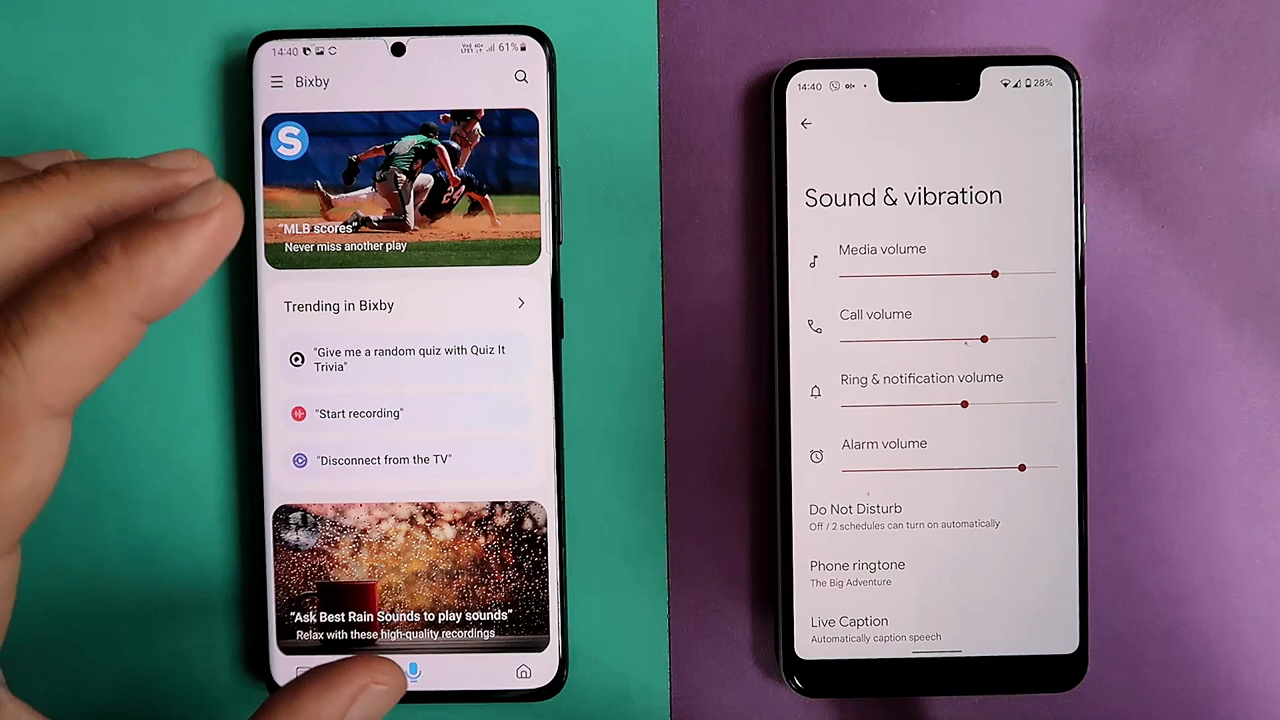 14:40
61%
Bixby
S
24
"MLB scores"
Never miss another play
Trending in Bixby
"Give me a random quiz with Quiz It
Trivia"
"Start recording"
"Disconnect from the TV"
"Ask Best Rain Sounds to play sounds"
Relax with these high-quality recordings
14:40
28%
Sound & vibration
Media volume
Call volume
Ring & notification volume
Alarm volume
Do Not Disturb
Off / 2 schedules can turn on automatically
Phone ringtone
The Big Adventure
Live Caption
Automatically caption speech